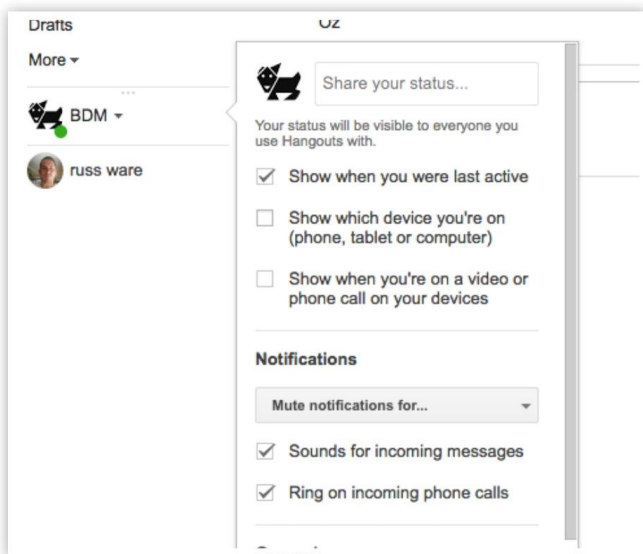 Drafts
OZ
More
BDM
russ ware
Share your status...
Your status will be visible to everyone you
use Hangouts with.
Show when you were last active
Show which device you're on
(phone, tablet or computer)
Show when you're on a video or
phone call on your devices
Notifications
Mute notifications for...
Sounds for incoming messages
Ring on incoming phone calls